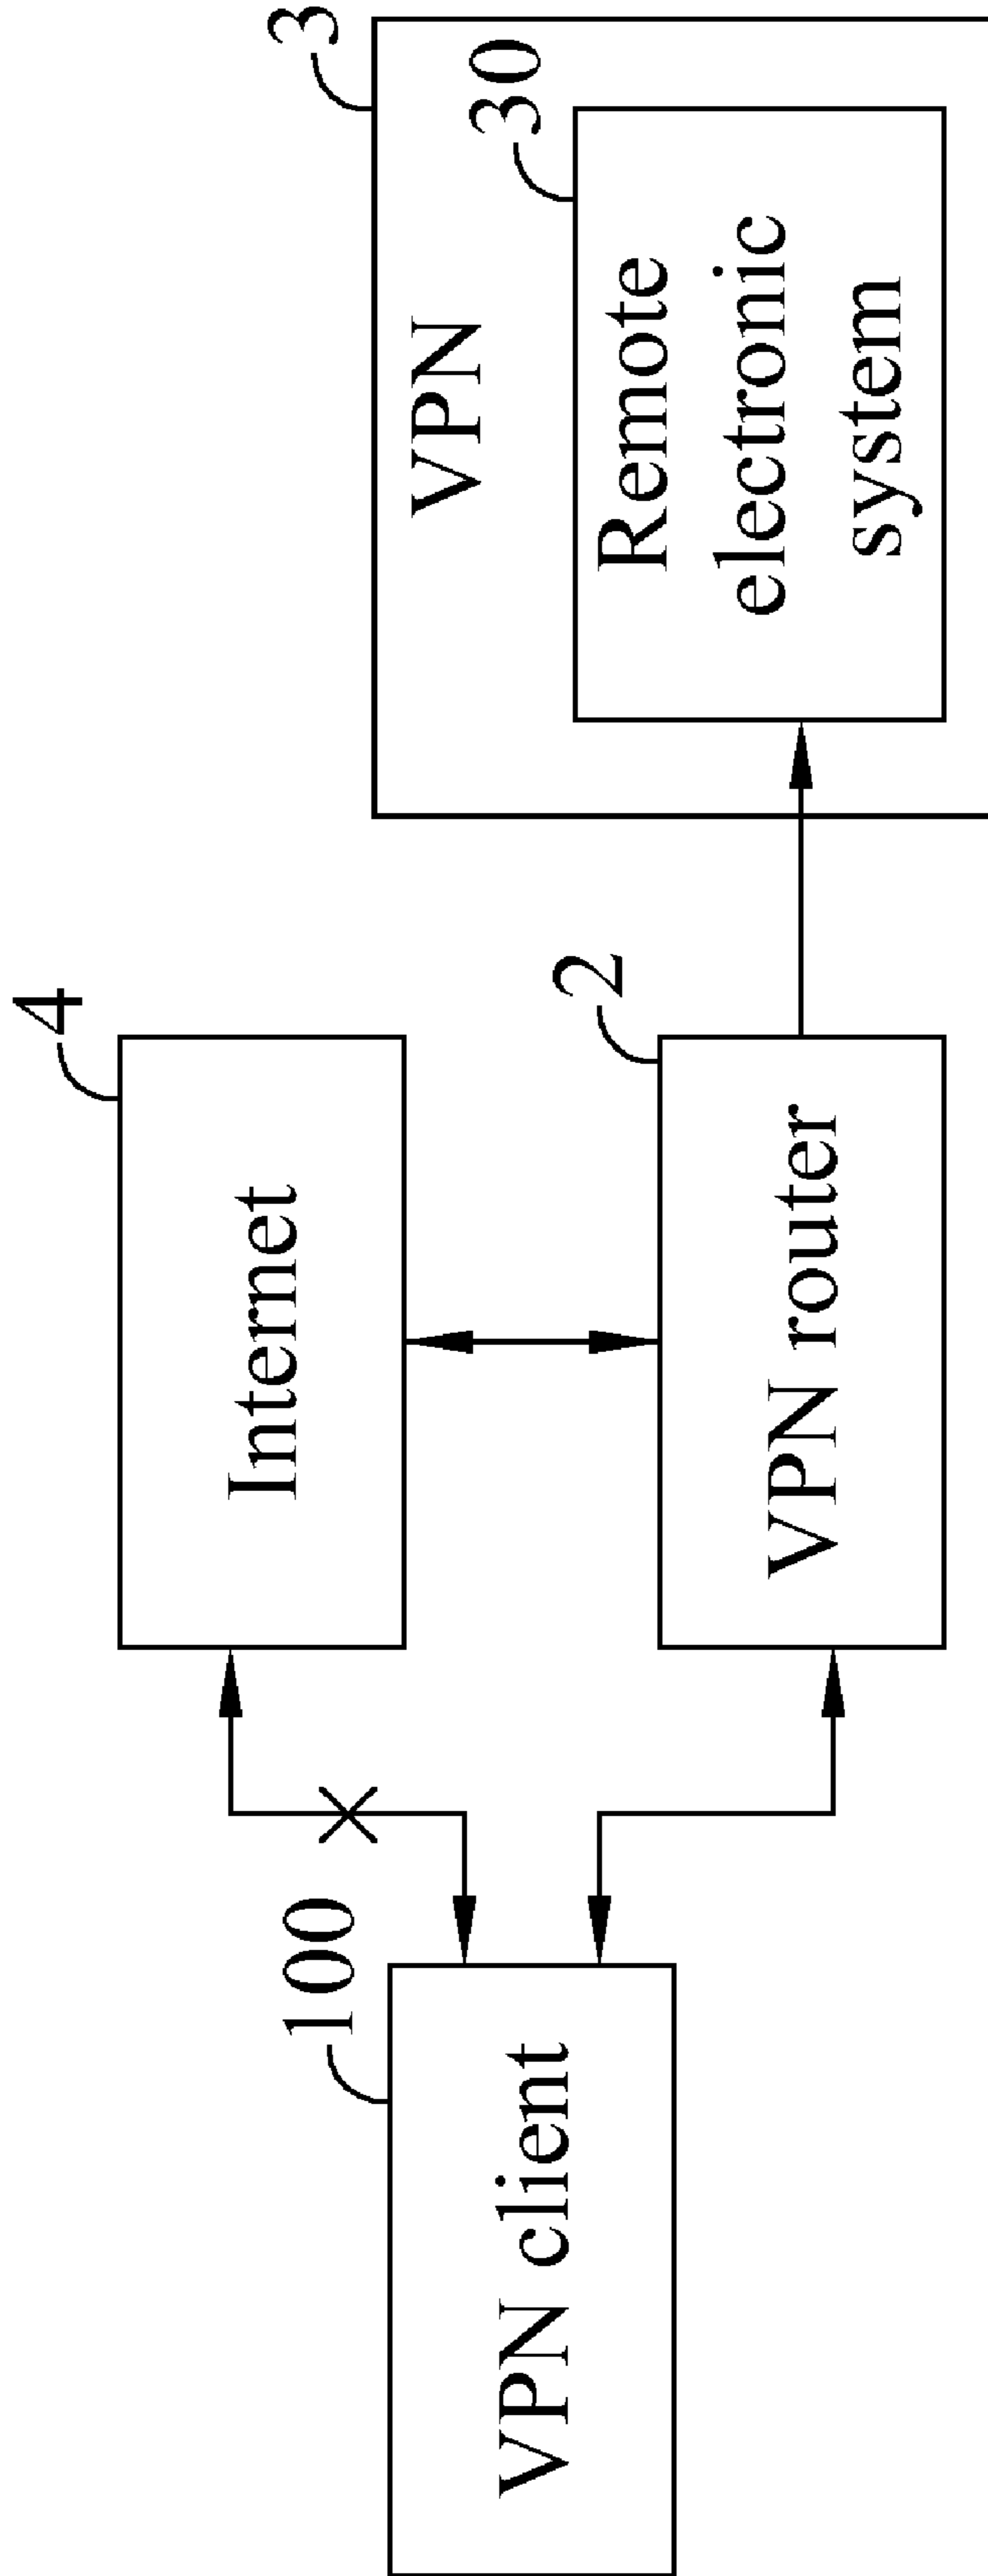 100
VPN client
4
Internet
2
VPN router
3
VPN
30
Remote
electronic
system